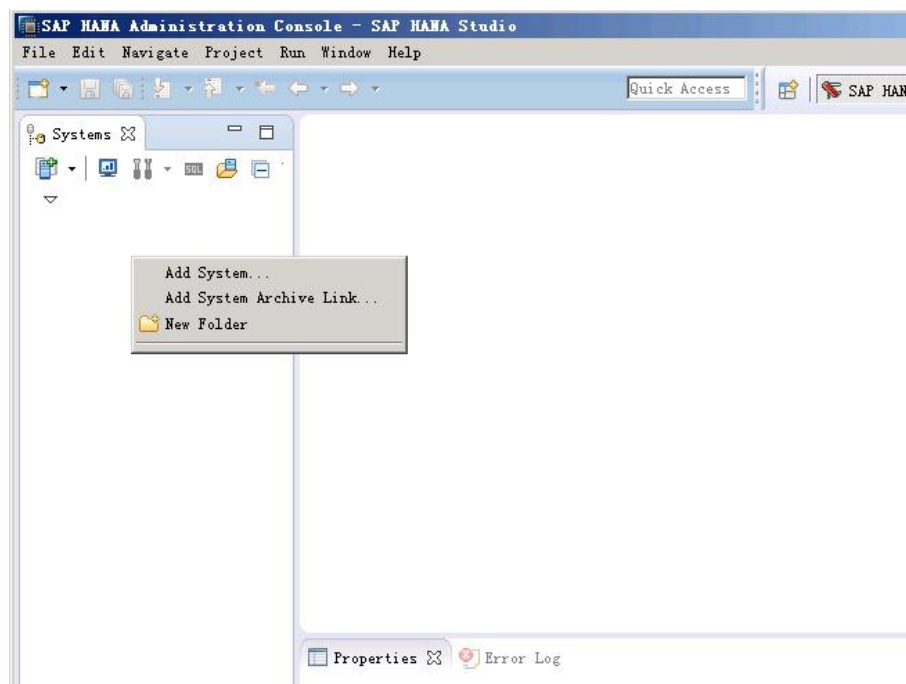 SAP HANA Administration Console - SAP HANA Studio
File Edit Navigate Project Run Window Help
Quick Access
SAP HAN
Systems
SQL
Add System...
Add System Archive Link...
New Folder
Properties
Error Log